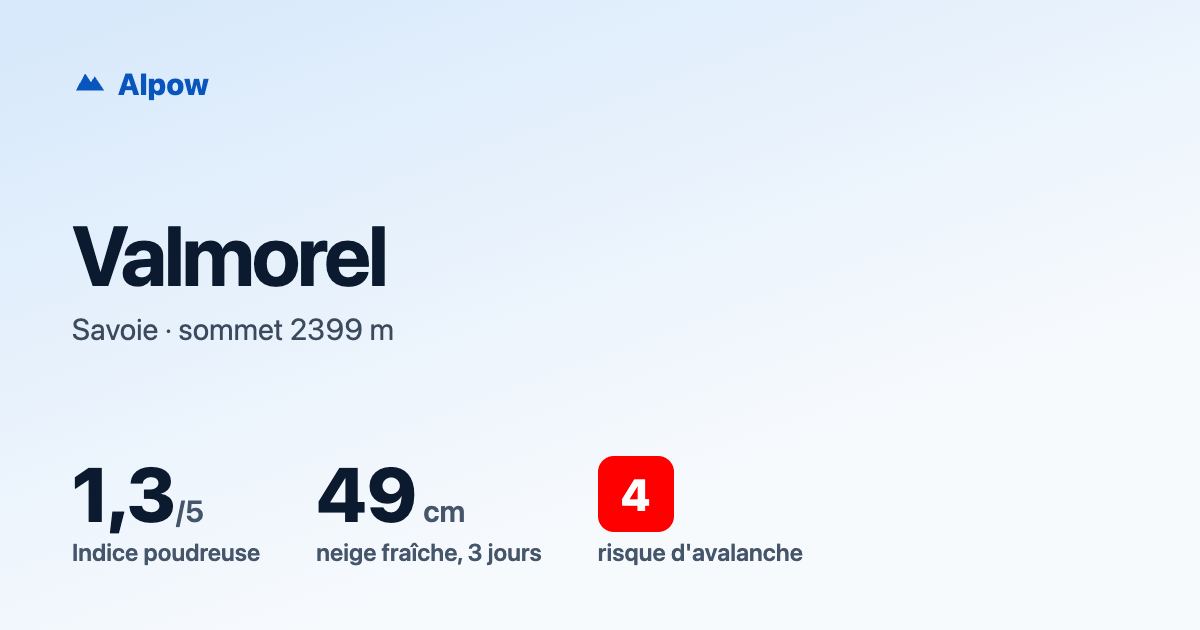 Alpow
Valmorel
Savoie · sommet 2399 m
1,3/5
Indice poudreuse
49 cm
neige fraîche, 3 jours
4
risque d'avalanche